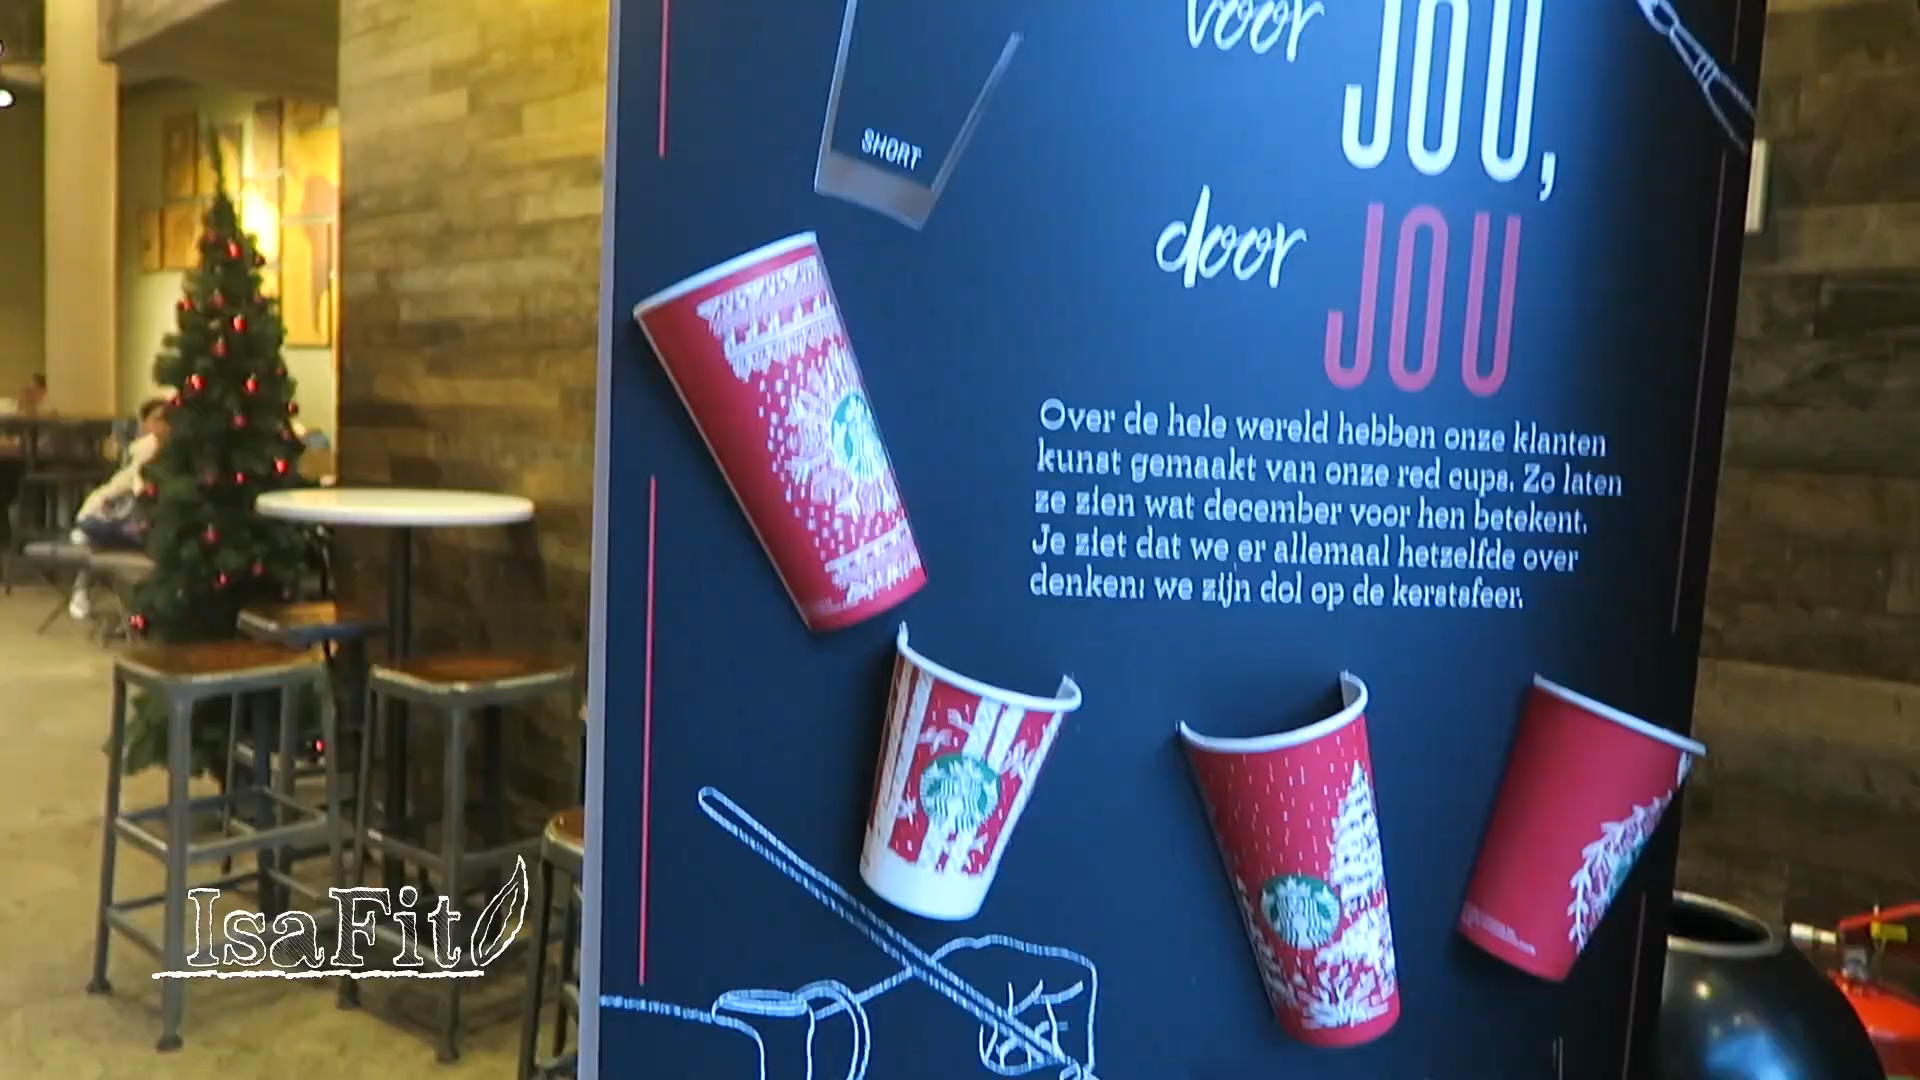 voor JOU,
SHORT
door JOU
Over de hele wereld hebben onze klanten
kunst gemaakt van onze red cups. Zo laten
ze zien wat december voor hen betekent.
Je ziet dat we er allemaal hetzelfde over
denken: we zijn dol op de kerstsfeer.
IsaFit